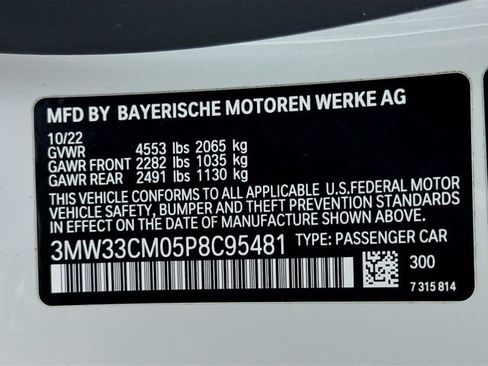 MFD BY BAYERISCHE MOTOREN WERKE AG
10/22
GVWR 4553 lbs 2065 kg
GAWR FRONT 2282 lbs 1035 kg
GAWR REAR 2491 lbs 1130 kg
THIS VEHICLE CONFORMS TO ALL APPLICABLE U.S.FEDERAL MOTOR
VEHICLE SAFETY, BUMPER AND THEFT PREVENTION STANDARDS
IN EFFECT ON THE DATE OF MANUFACTURE SHOWN ABOVE.
3MW33CM05P8C95481 TYPE: PASSENGER CAR
300
7 315 814